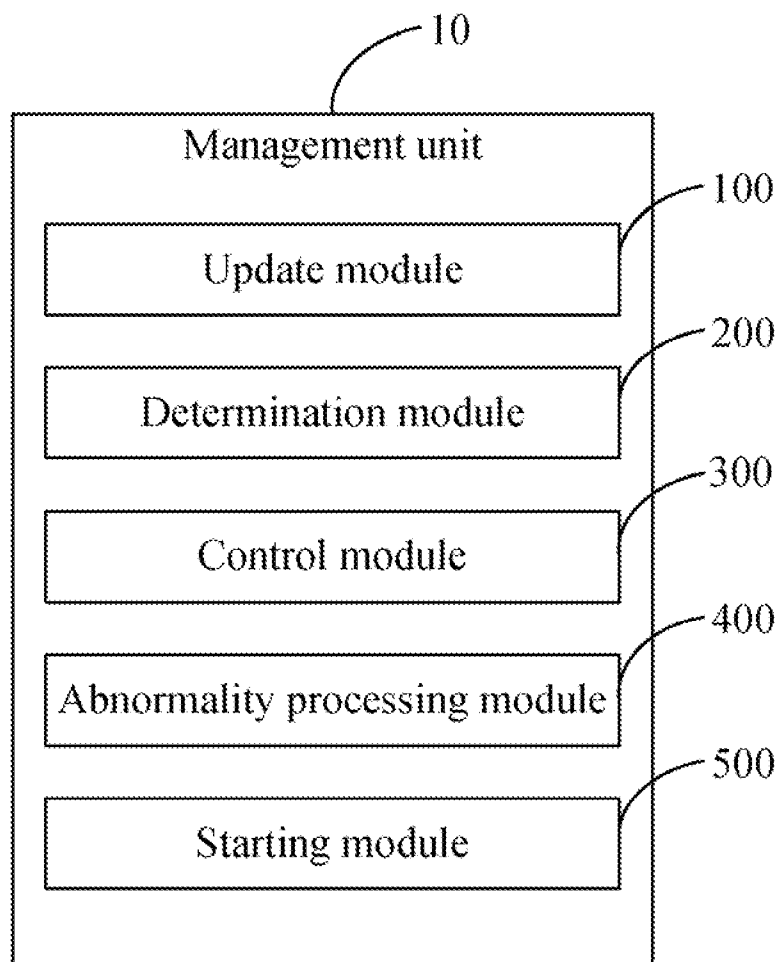 10
Management unit
100
Update module
200
Determination module
300
Control module
400
Abnormality processing module
500
Starting module